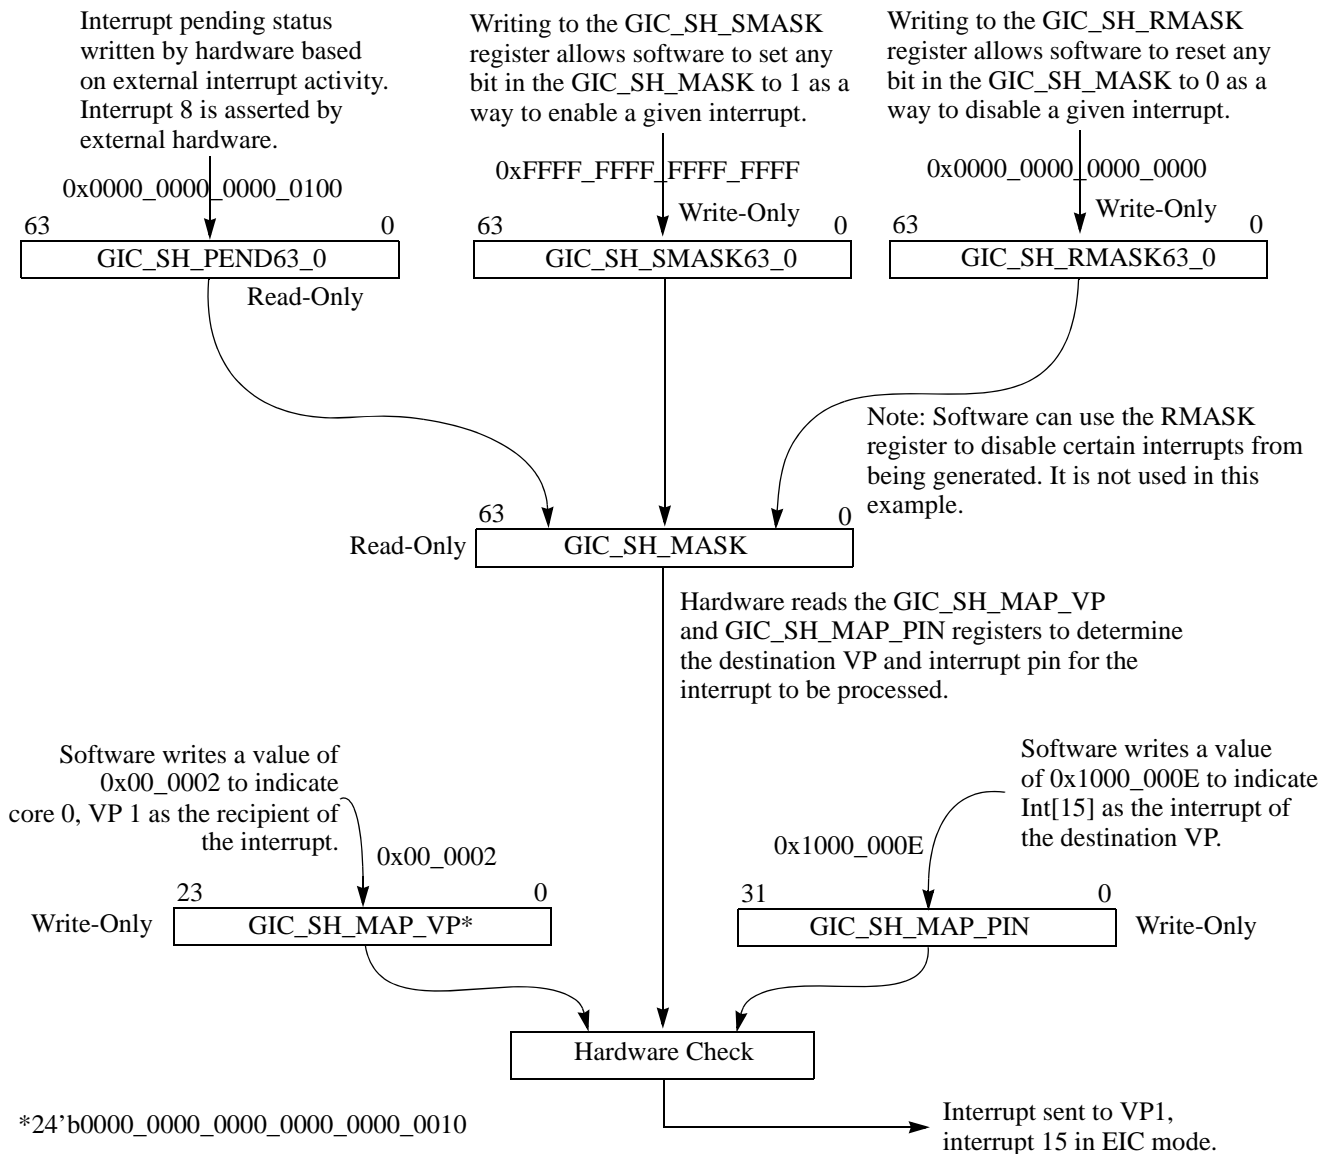 Interrupt pending status
written by hardware based
on external interrupt activity.
Interrupt 8 is asserted by
external hardware.
Writing to the GIC_SH_SMASK
register allows software to set any
bit in the GIC_SH_MASK to 1 as a
way to enable a given interrupt.
Writing to the GIC_SH_RMASK
register allows software to reset any
bit in the GIC_SH_MASK to 0 as a
way to disable a given interrupt.
0x0000_0000_0000_0100
0xFFFF_FFFF_FFFF_FFFF
0x0000_0000_0000_0000
63 0
Write-Only
63 0
Write-Only
63 0
GIC_SH_PEND63_0
GIC_SH_SMASK63_0
GIC_SH_RMASK63_0
Read-Only
Note: Software can use the RMASK
register to disable certain interrupts from
being generated. It is not used in this
example.
63 0
Read-Only
GIC_SH_MASK
Hardware reads the GIC_SH_MAP_VP
and GIC_SH_MAP_PIN registers to determine
the destination VP and interrupt pin for the
interrupt to be processed.
Software writes a value of
0x00_0002 to indicate
core 0, VP 1 as the recipient of
the interrupt.
0x00_0002
Software writes a value
of 0x1000_000E to indicate
Int[15] as the interrupt of
the destination VP.
0x1000_000E
23 0
31 0
Write-Only
GIC_SH_MAP_VP*
GIC_SH_MAP_PIN
Write-Only
Hardware Check
*24’b0000_0000_0000_0000_0000_0010
Interrupt sent to VP1,
interrupt 15 in EIC mode.